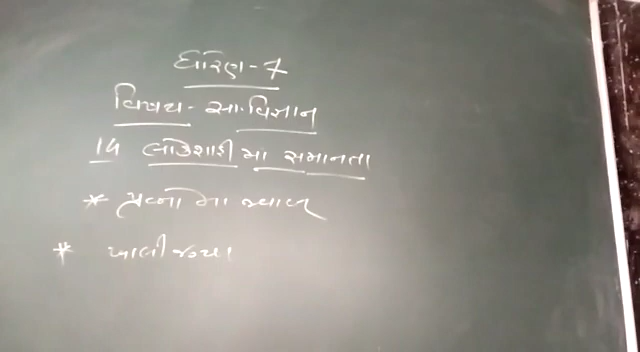 ધોરણ-7
વિષય - સા.વિજ્ઞાન
14 લોકશાહીમાં સમાનતા
* પ્રશ્નોના જવાબ
* ખાલી જગ્યા